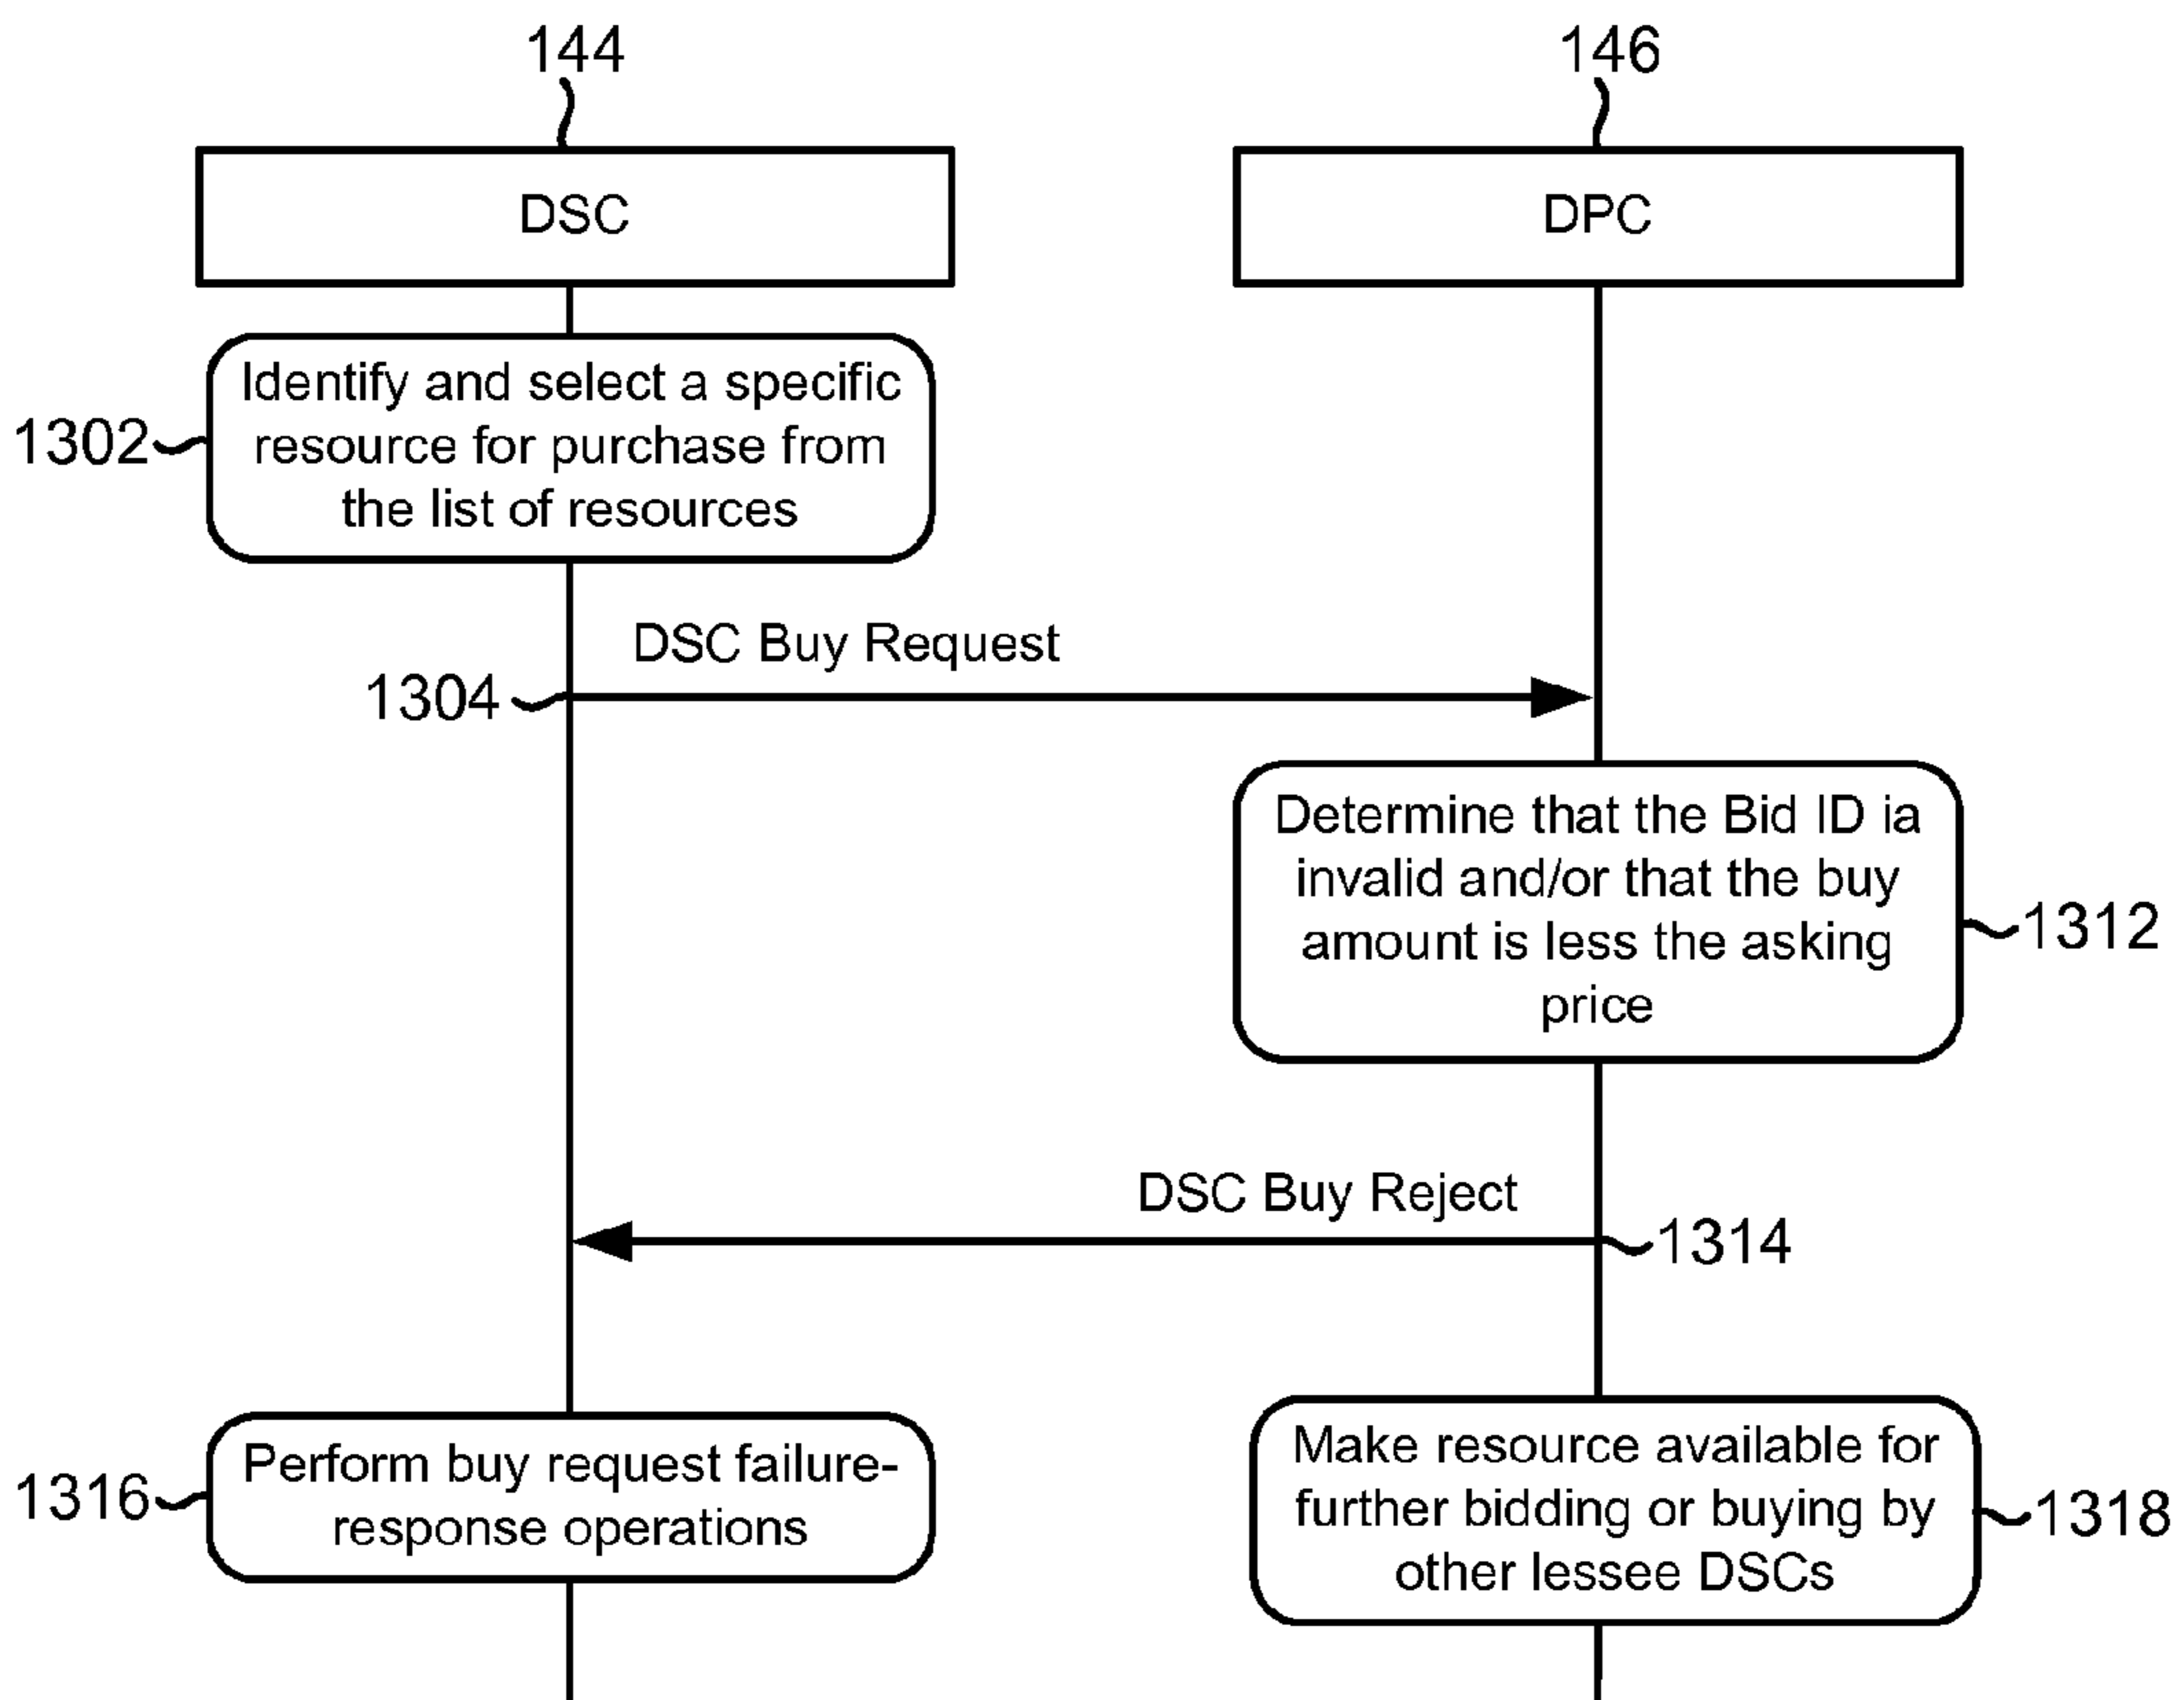 144
146
DSC
DPC
1302
Identify and select a specific
resource for purchase from
the list of resources
DSC Buy Request
1304
Determine that the Bid ID ia
invalid and/or that the buy
amount is less the asking
price
1312
DSC Buy Reject
1314
1316
Perform buy request failure-
response operations
Make resource available for
further bidding or buying by
other lessee DSCs
1318